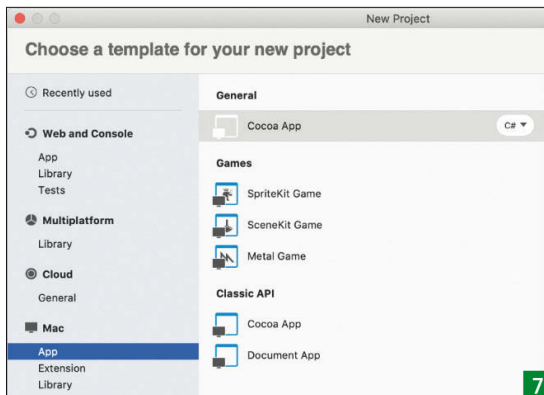 New Project
Choose a template for your new project
Recently used
Web and Console
App
Library
Tests
Multiplatform
Library
Cloud
General
Mac
App
Extension
Library
General
Cocoa App
C#
Games
SpriteKit Game
SceneKit Game
Metal Game
Classic API
Cocoa App
Document App
7